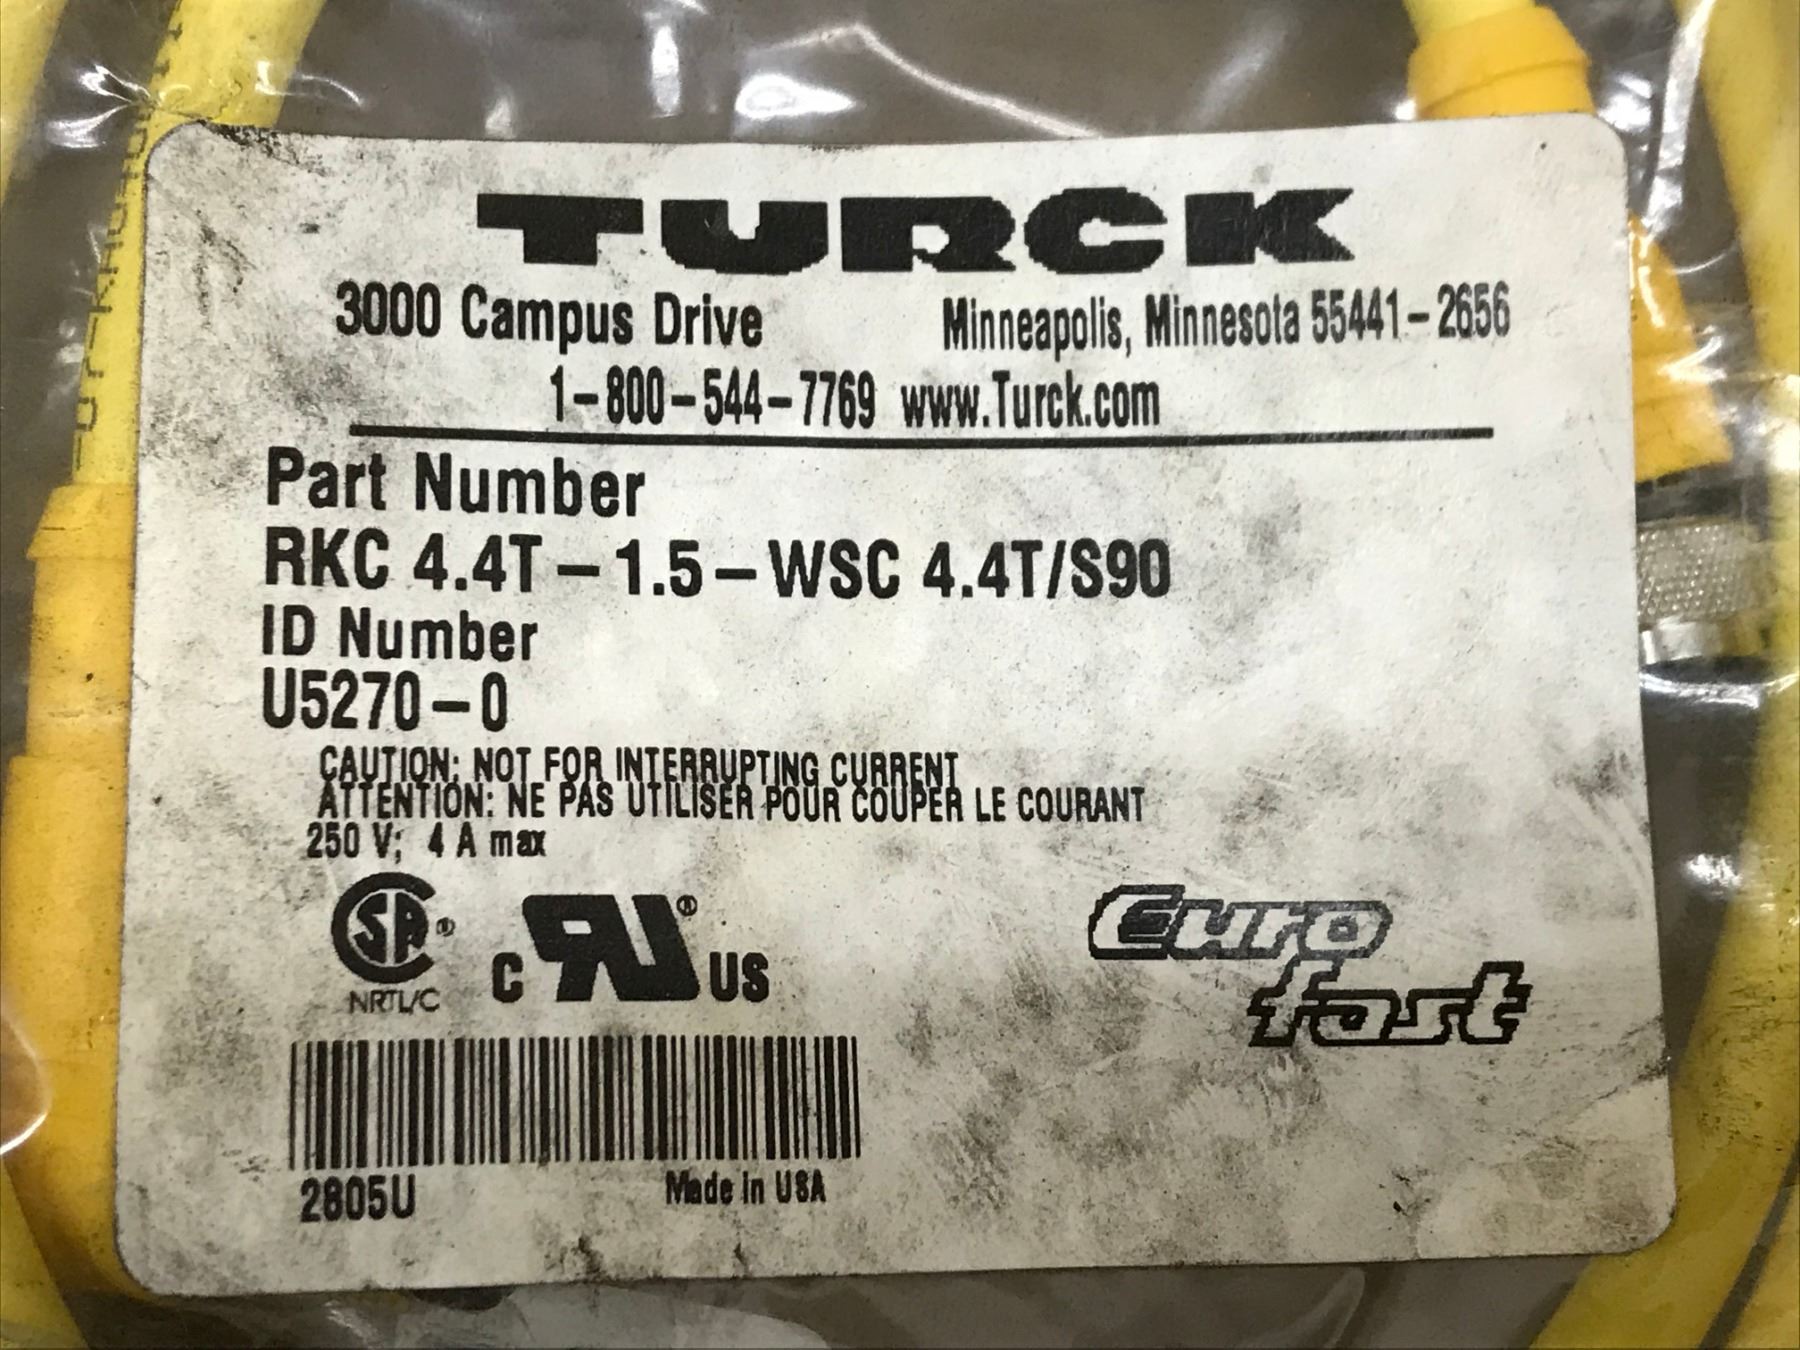 TURCK
3000 Campus Drive Minneapolis, Minnesota 55441-2656
1-800-544-7769 www.Turck.com
Part Number
RKC 4.4T-1.5-WSC 4.4T/S90
ID Number
U5270-0
CAUTION: NOT FOR INTERRUPTING CURRENT
ATTENTION: NE PAS UTILISER POUR COUPER LE COURANT
250 V; 4 A max
SA ®
NRTL/C
C RU ® US
Euro
fast
2805U Made in USA